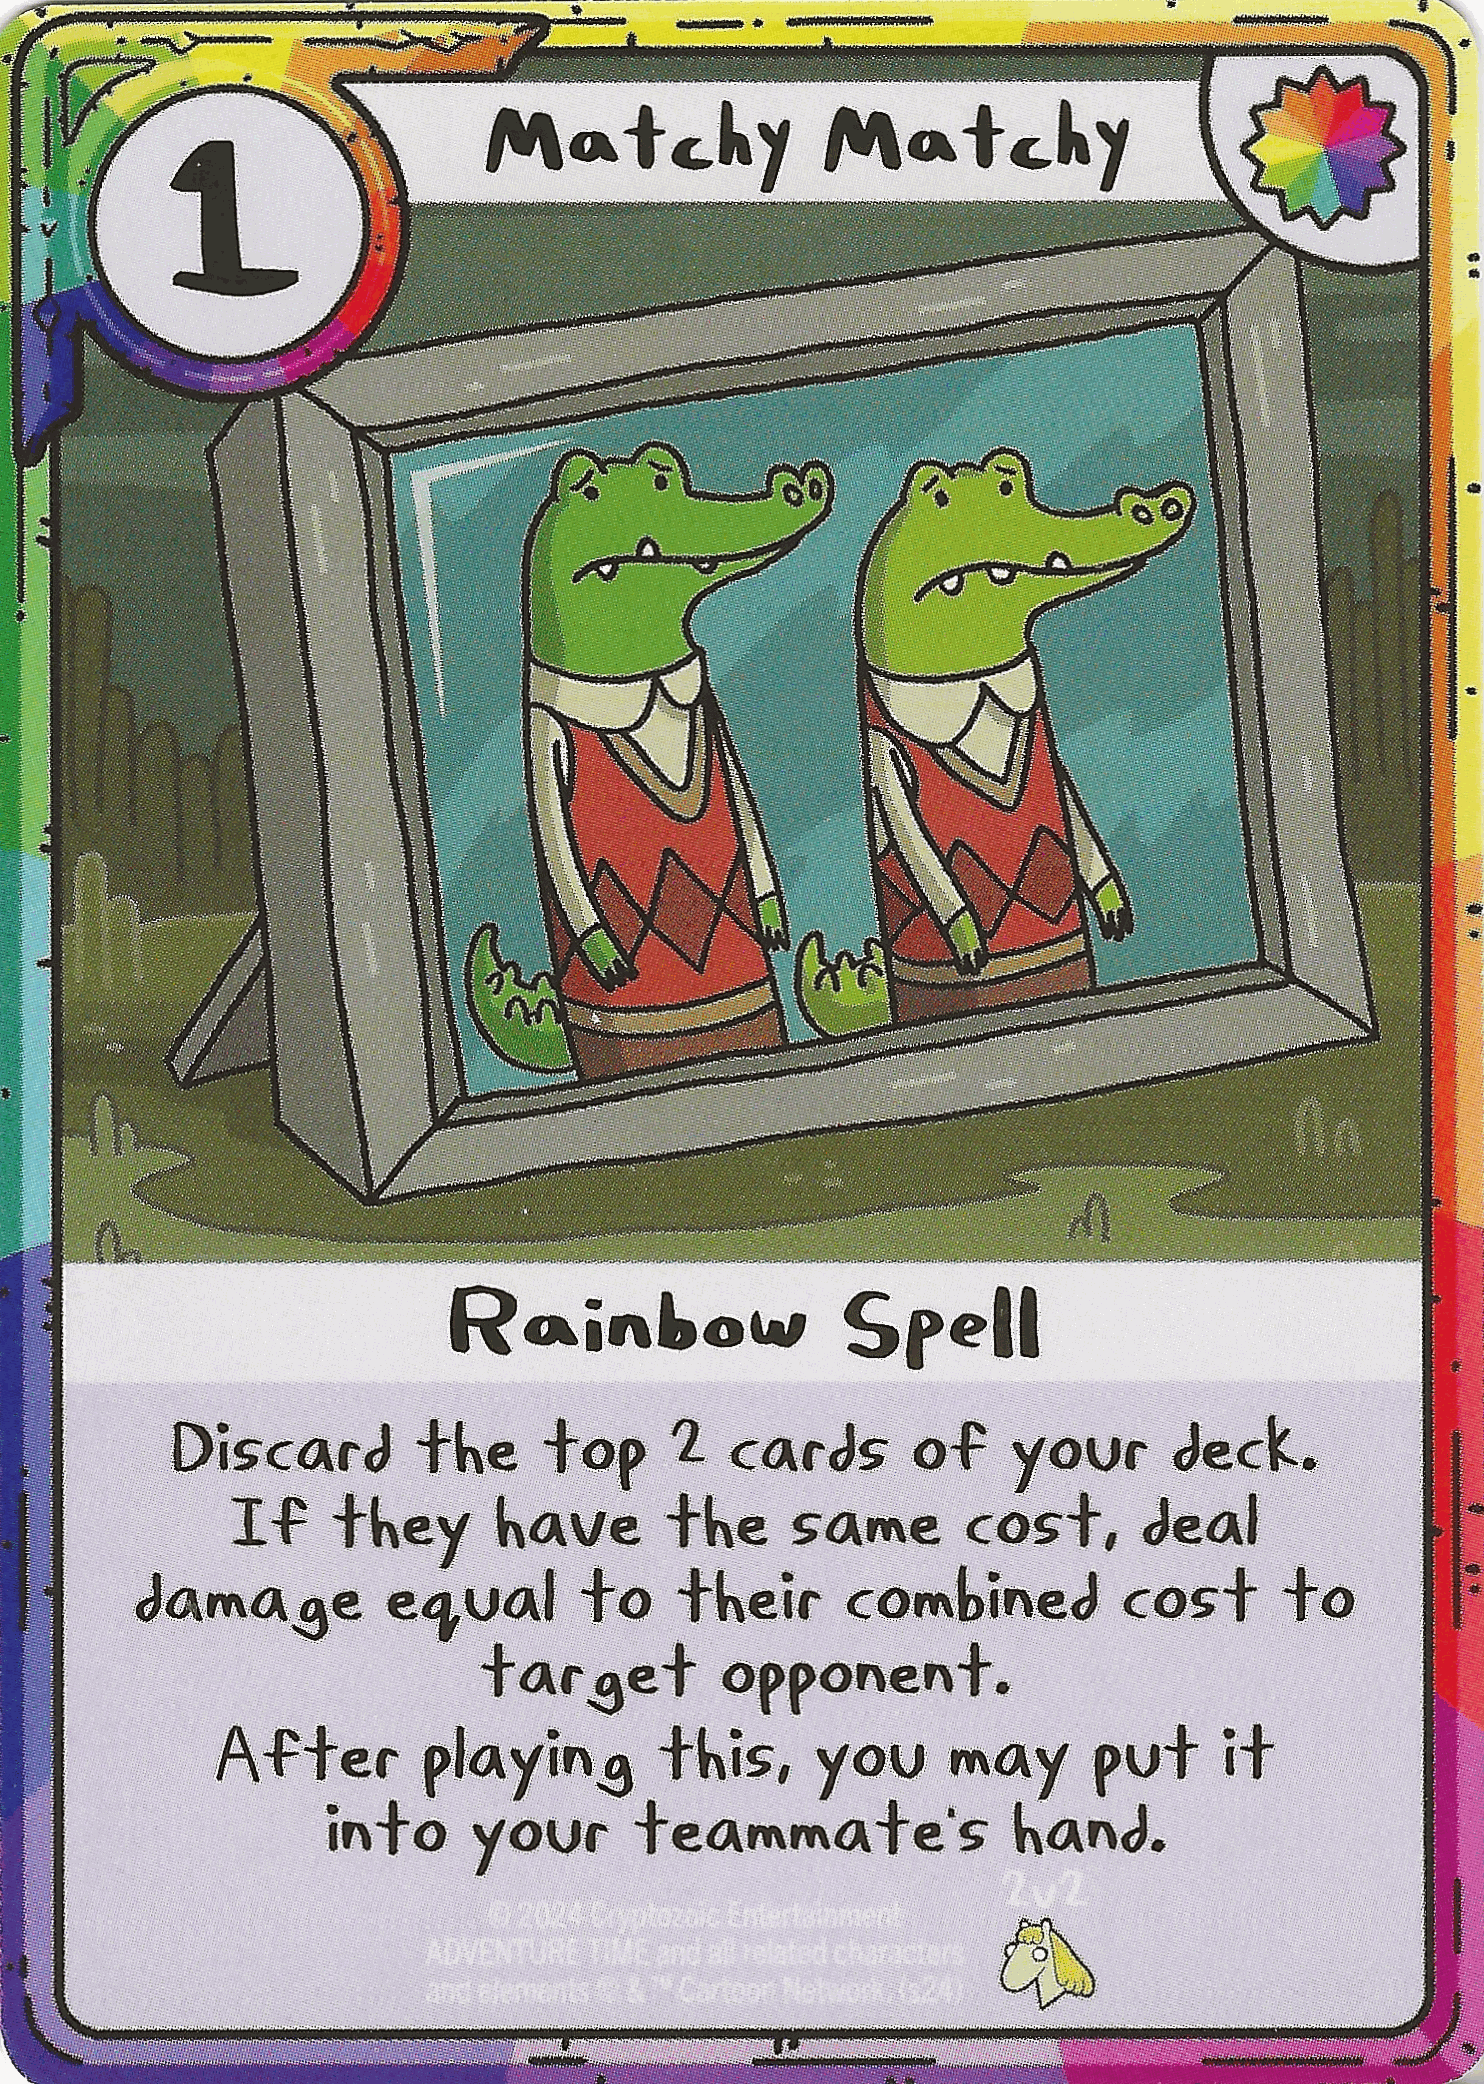 1
Matchy Matchy
Rainbow Spell
Discard the top 2 cards of your deck.
If they have the same cost, deal
damage equal to their combined cost to
target opponent.
After playing this, you may put it
into your teammate's hand.
2v2
© 2024 Cryptozoic Entertainment.
ADVENTURE TIME and all related characters
and elements © & ™ Cartoon Network. (s24)